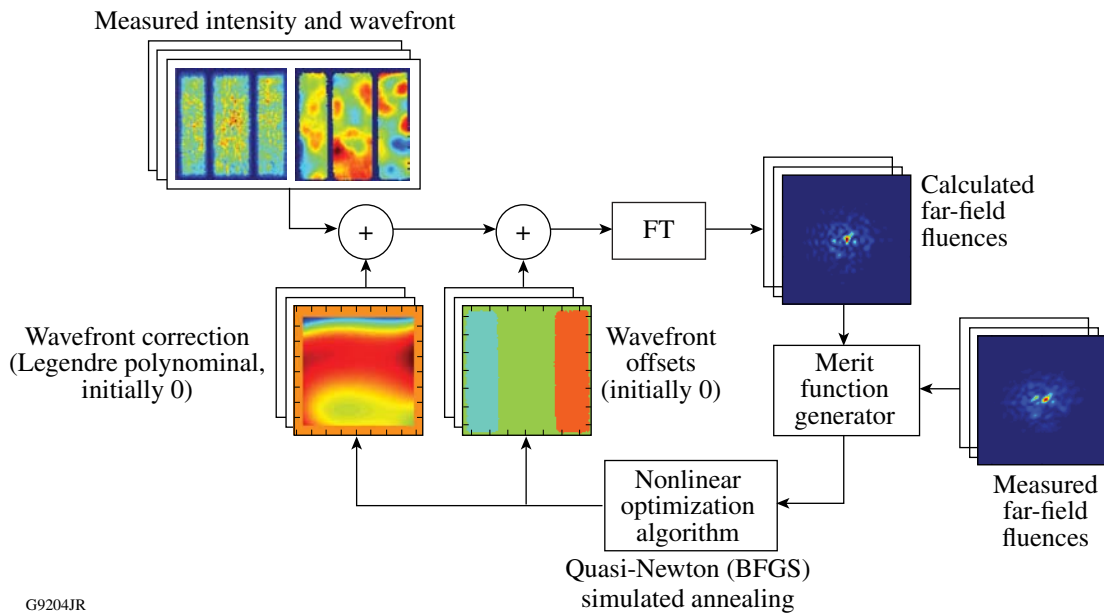 Measured intensity and wavefront
+
+
FT
Calculated
far-field
fluences
Wavefront correction
(Legendre polynominal,
initially 0)
Wavefront
offsets
(initially 0)
Merit
function
generator
Nonlinear
optimization
algorithm
Measured
far-field
fluences
Quasi-Newton (BFGS)
simulated annealing
G9204JR